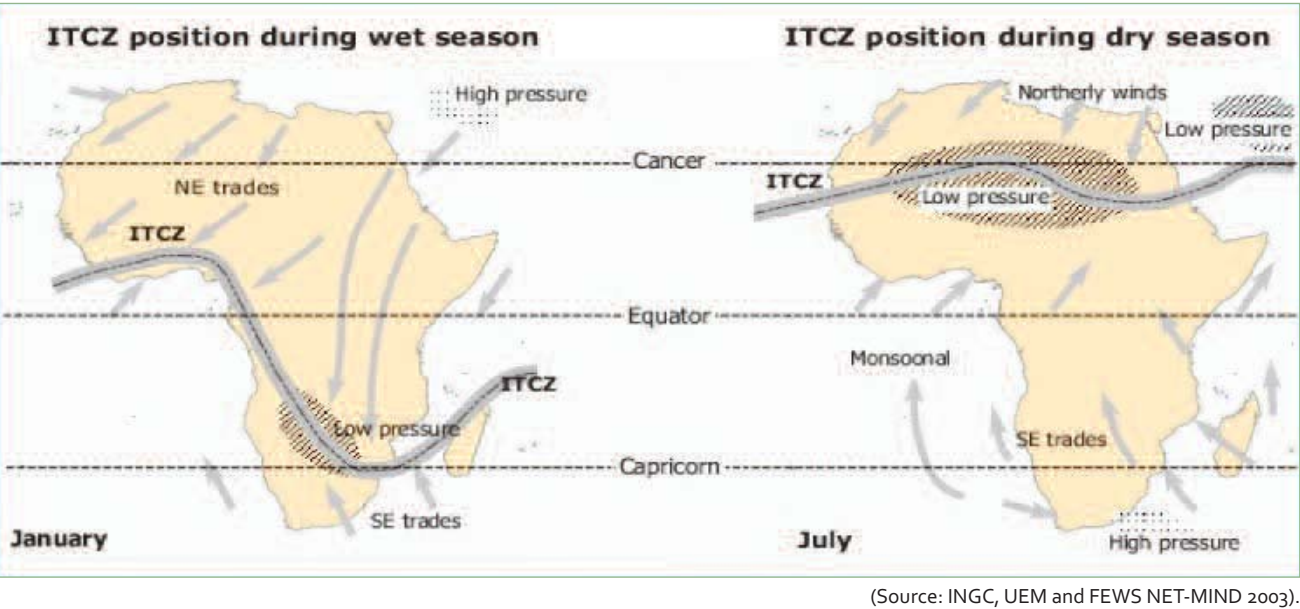 ITCZ position during wet season
High pressure
NE trades
ITCZ
ITCZ
Low pressure
SE trades
January
Cancer
Equator
Capricorn
ITCZ position during dry season
Northerly winds
Low pressure
ITCZ
Low pressure
Monsoonal
SE trades
July
High pressure
(Source: INGC, UEM and FEWS NET-MIND 2003).